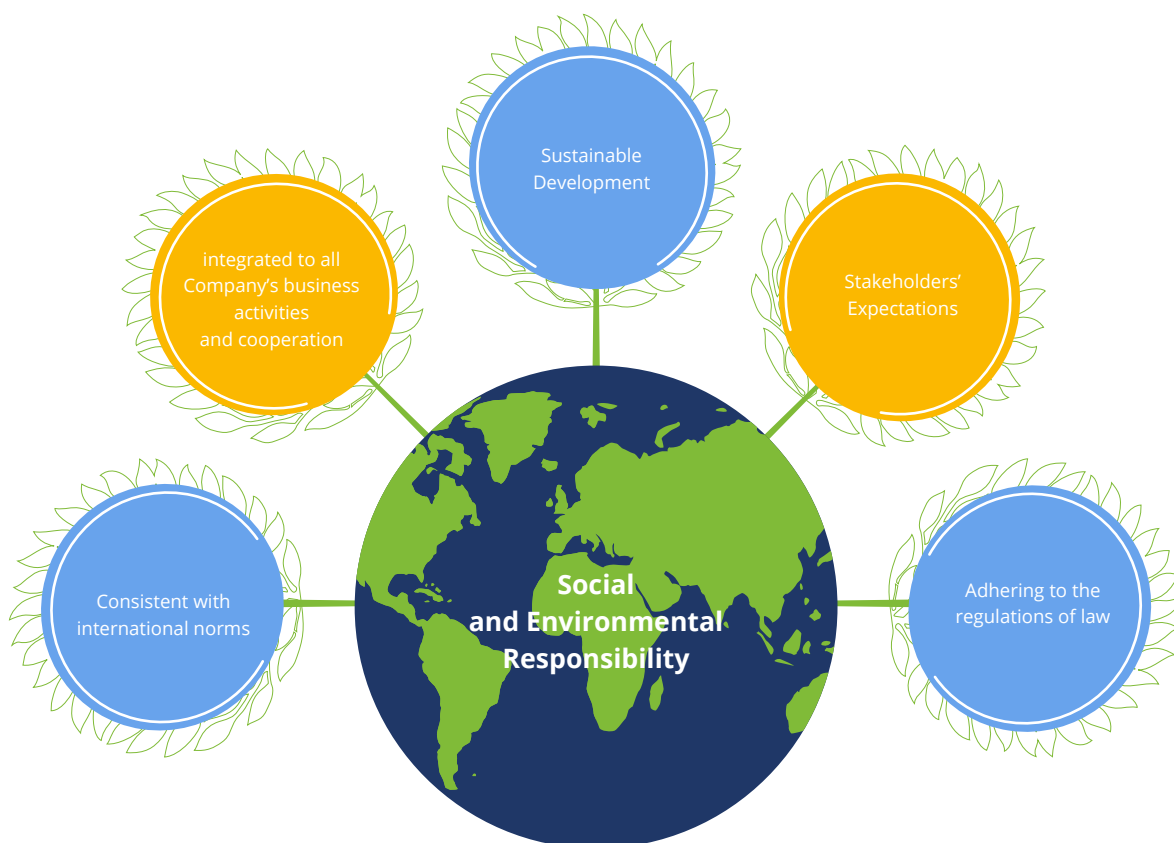 Sustainable
Development
integrated to all
Company’s business
activities
and cooperation
Stakeholders‘
Expectations
Consistent with
international norms
Social
and Environmental
Responsibility
Adhering to the
regulations of law